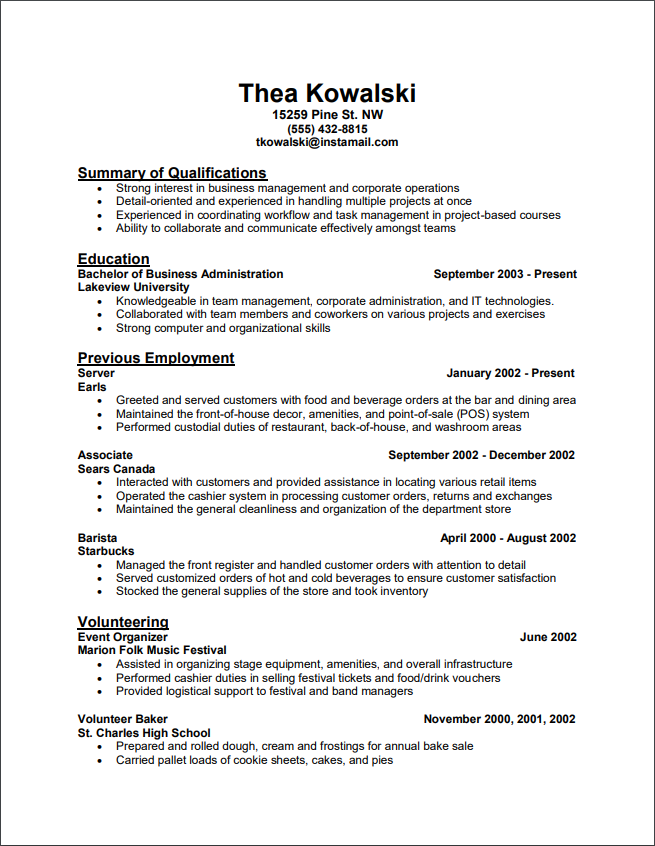 Thea Kowalski
15259 Pine St. NW
(555) 432-8815
tkowalski@instamail.com
Summary of Qualifications
• Strong interest in business management and corporate operations
• Detail-oriented and experienced in handling multiple projects at once
• Experienced in coordinating workflow and task management in project-based courses
• Ability to collaborate and communicate effectively amongst teams
Education
Bachelor of Business Administration September 2003 - Present
Lakeview University
• Knowledgeable in team management, corporate administration, and IT technologies.
• Collaborated with team members and coworkers on various projects and exercises
• Strong computer and organizational skills
Previous Employment
Server January 2002 - Present
Earls
• Greeted and served customers with food and beverage orders at the bar and dining area
• Maintained the front-of-house decor, amenities, and point-of-sale (POS) system
• Performed custodial duties of restaurant, back-of-house, and washroom areas
Associate September 2002 - December 2002
Sears Canada
• Interacted with customers and provided assistance in locating various retail items
• Operated the cashier system in processing customer orders, returns and exchanges
• Maintained the general cleanliness and organization of the department store
Barista April 2000 - August 2002
Starbucks
• Managed the front register and handled customer orders with attention to detail
• Served customized orders of hot and cold beverages to ensure customer satisfaction
• Stocked the general supplies of the store and took inventory
Volunteering
Event Organizer June 2002
Marion Folk Music Festival
• Assisted in organizing stage equipment, amenities, and overall infrastructure
• Performed cashier duties in selling festival tickets and food/drink vouchers
• Provided logistical support to festival and band managers
Volunteer Baker November 2000, 2001, 2002
St. Charles High School
• Prepared and rolled dough, cream and frostings for annual bake sale
• Carried pallet loads of cookie sheets, cakes, and pies